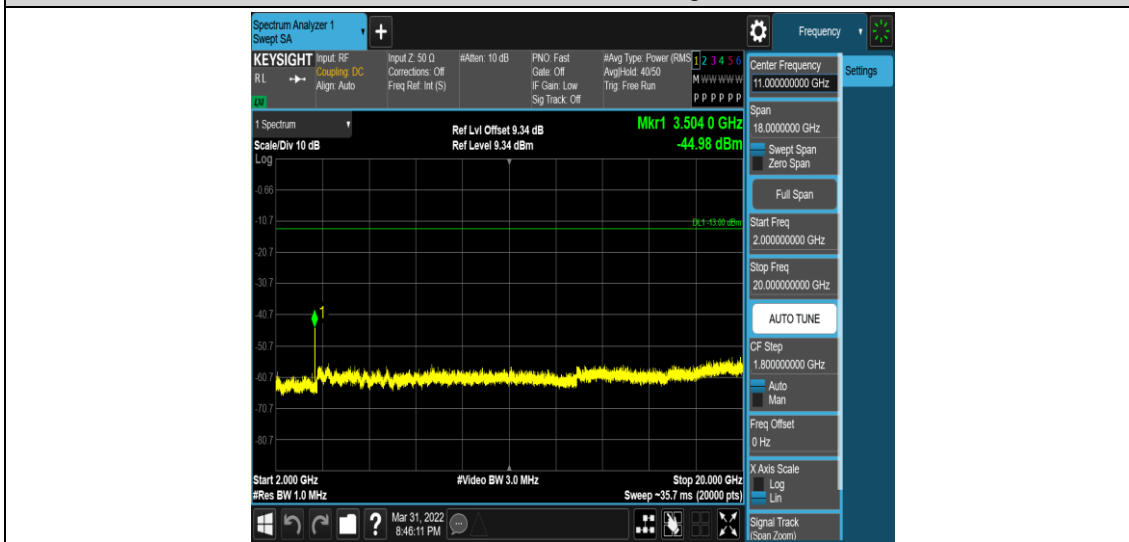 Spectrum Analyzer 1
Swept SA
Frequency
KEYSIGHT
RL
LXI
Input: RF
Coupling: DC
Align: Auto
Input Z: 50 Ω
Corrections: Off
Freq Ref: Int (S)
#Atten: 10 dB
PNO: Fast
Gate: Off
IF Gain: Low
Sig Track: Off
#Avg Type: Power (RMS
Avg|Hold: 40/50
Trig: Free Run
1 2 3 4 5 6
M W W W W W
P P P P P P
1 Spectrum
Scale/Div 10 dB
Log
Ref Lvl Offset 9.34 dB
Ref Level 9.34 dBm
Mkr1 3.504 0 GHz
-44.98 dBm
-0.66
-10.7
DL1 -13.00 dBm
-20.7
-30.7
-40.7
1
-50.7
-60.7
-70.7
-80.7
Start 2.000 GHz
#Res BW 1.0 MHz
#Video BW 3.0 MHz
Stop 20.000 GHz
Sweep ~35.7 ms (20000 pts)
?
Mar 31, 2022
8:46:11 PM
Center Frequency
11.000000000 GHz
Settings
Span
18.0000000 GHz
Swept Span
Zero Span
Full Span
Start Freq
2.000000000 GHz
Stop Freq
20.000000000 GHz
AUTO TUNE
CF Step
1.800000000 GHz
Auto
Man
Freq Offset
0 Hz
X Axis Scale
Log
Lin
Signal Track
(Span Zoom)